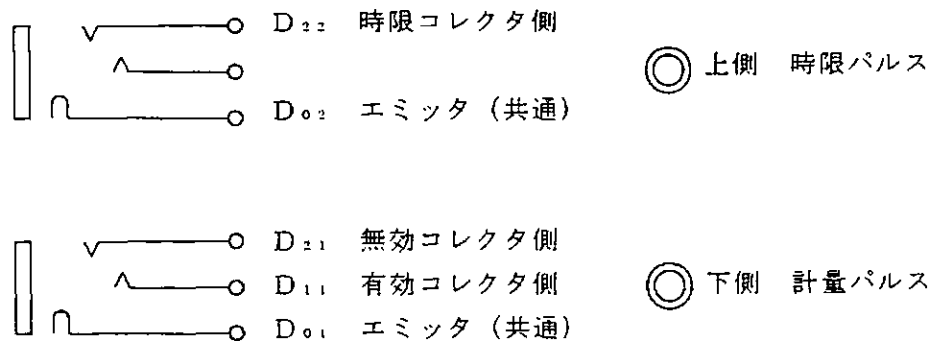 D₂₂ 時限コレクタ側
上側 時限パルス
D₀₂ エミッタ (共通)
D₂₁ 無効コレクタ側
D₁₁ 有効コレクタ側
下側 計量パルス
D₀₁ エミッタ (共通)